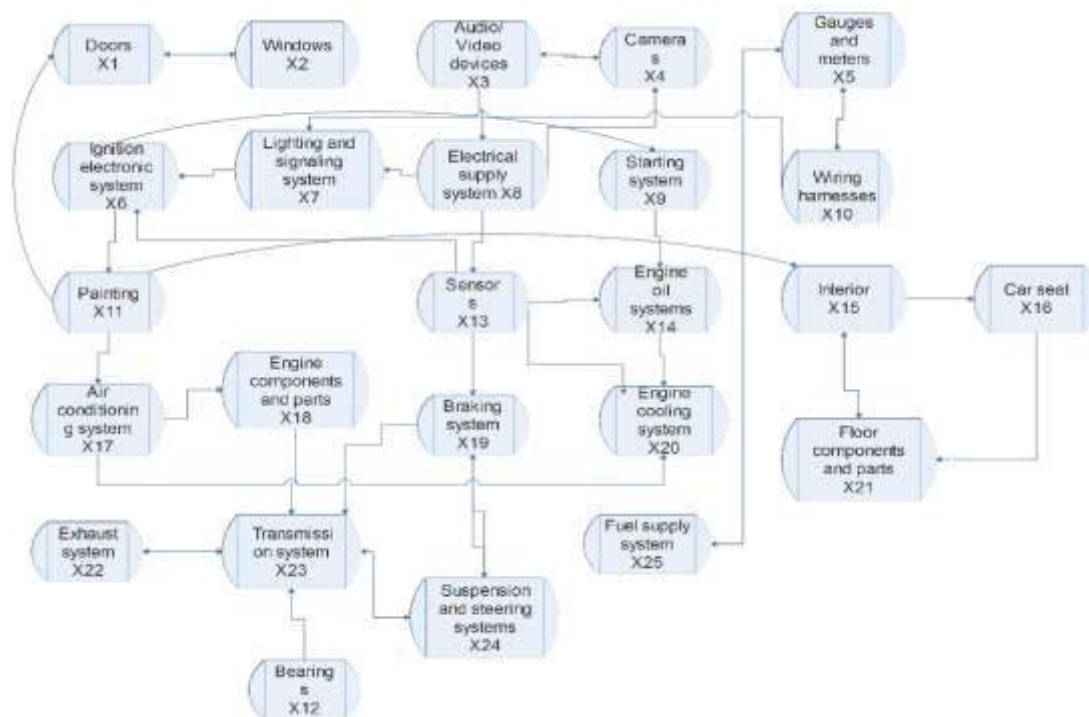 Doors
X1
Windows
X2
Audio/
Video
devices
X3
Camera
s
X4
Gauges
and
meters
X5
Ignition
electronic
system
X6
Lighting and
signaling
system
X7
Electrical
supply
system X8
Starting
system
X9
Wiring
harnesses
X10
Painting
X11
Sensor
s
X13
Engine
oil
systems
X14
Interior
X15
Car seat
X16
Air
conditionin
g system
X17
Engine
components
and parts
X18
Braking
system
X19
Engine
cooling
system
X20
Floor
components
and parts
X21
Exhaust
system
X22
Transmissi
on system
X23
Fuel supply
system
X25
Suspension
and steering
systems
X24
Bearing
s
X12